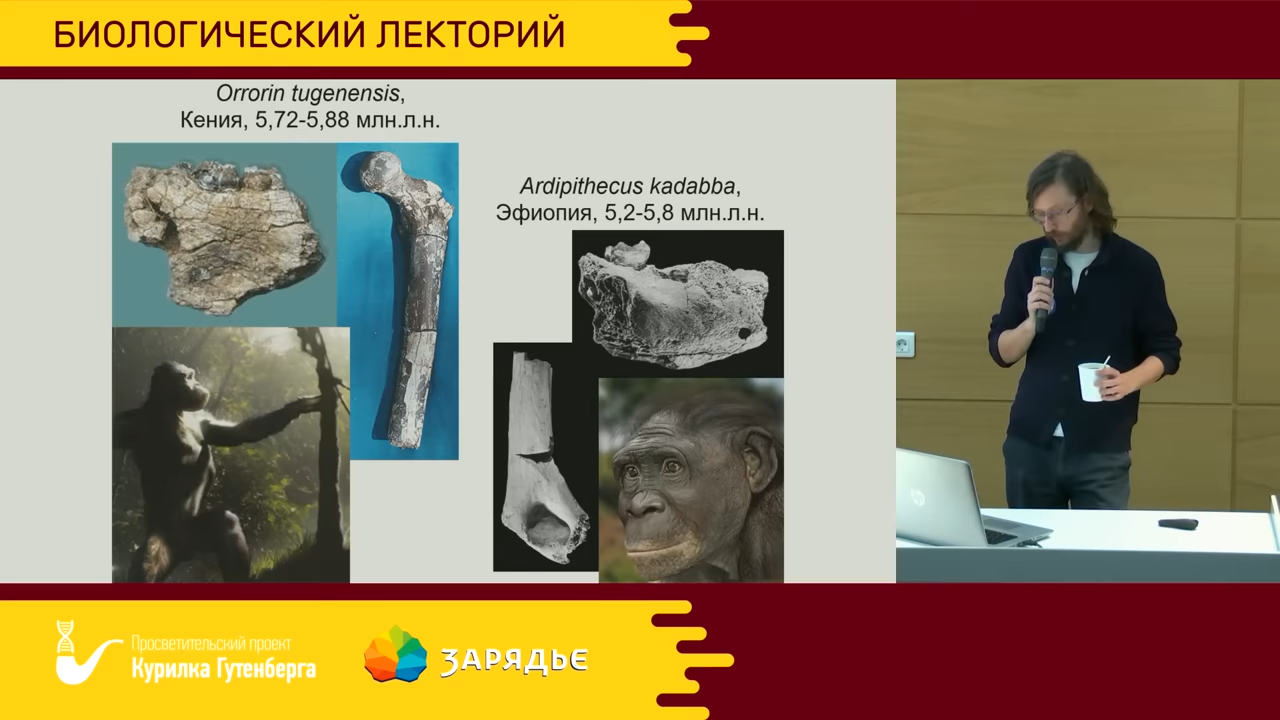 БИОЛОГИЧЕСКИЙ ЛЕКТОРИЙ
Orrorin tugenensis,
Кения, 5,72-5,88 млн.л.н.
Ardipithecus kadabba,
Эфиопия, 5,2-5,8 млн.л.н.
Просветительский проект
Курилка Гутенберга
ЗАРЯДЬЕ